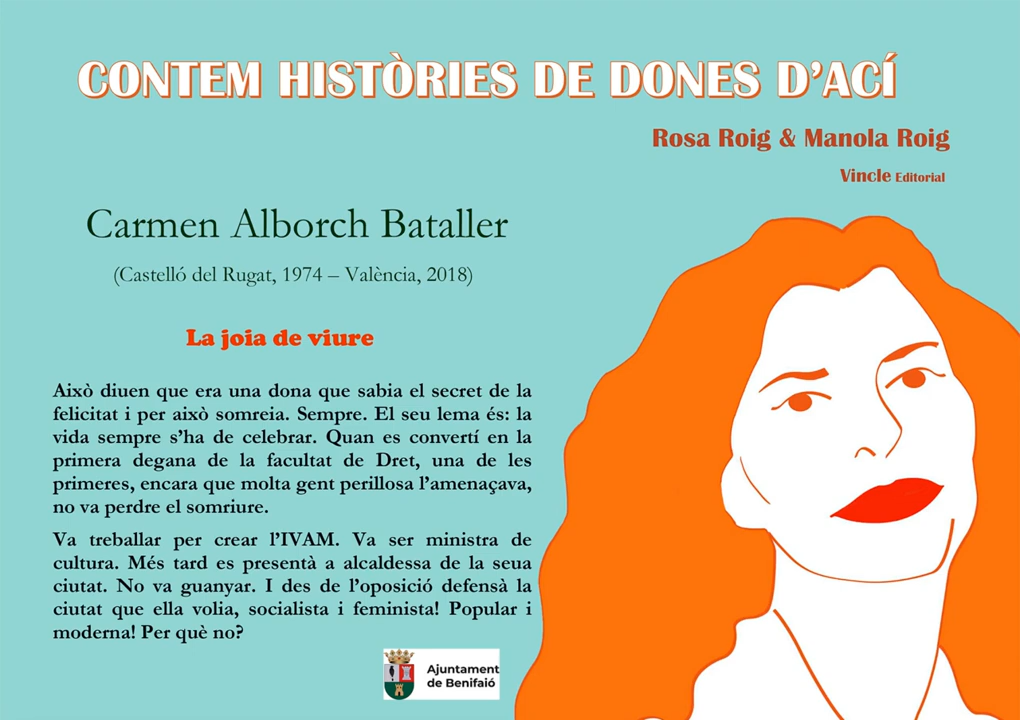 CONTEM HISTÒRIES DE DONES D'ACÍ
Rosa Roig & Manola Roig
Vincle Editorial
Carmen Alborch Bataller
(Castelló del Rugat, 1974 – València, 2018)
La joia de viure
Això diuen que era una dona que sabia el secret de la
felicitat i per això somreia. Sempre. El seu lema és: la
vida sempre s'ha de celebrar. Quan es convertí en la
primera degana de la facultat de Dret, una de les
primeres, encara que molta gent perillosa l'amenaçava,
no va perdre el somriure.
Va treballar per crear l'IVAM. Va ser ministra de
cultura. Més tard es presentà a alcaldessa de la seua
ciutat. No va guanyar. I des de l'oposició defensà la
ciutat que ella volia, socialista i feminista! Popular i
moderna! Per què no?
Ajuntament
de Benifaió